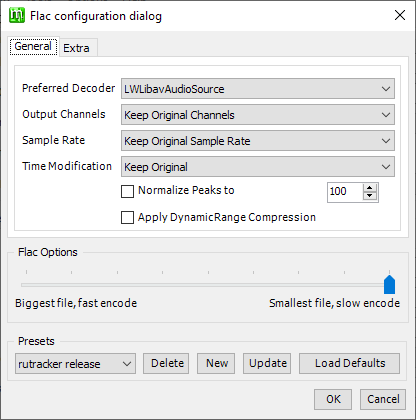 Flac configuration dialog
General Extra
Preferred Decoder LWLibavAudioSource
Output Channels Keep Original Channels
Sample Rate Keep Original Sample Rate
Time Modification Keep Original
Normalize Peaks to 100
Apply DynamicRange Compression
Flac Options
Biggest file, fast encode Smallest file, slow encode
Presets
rutracker release Delete New Update Load Defaults
OK Cancel